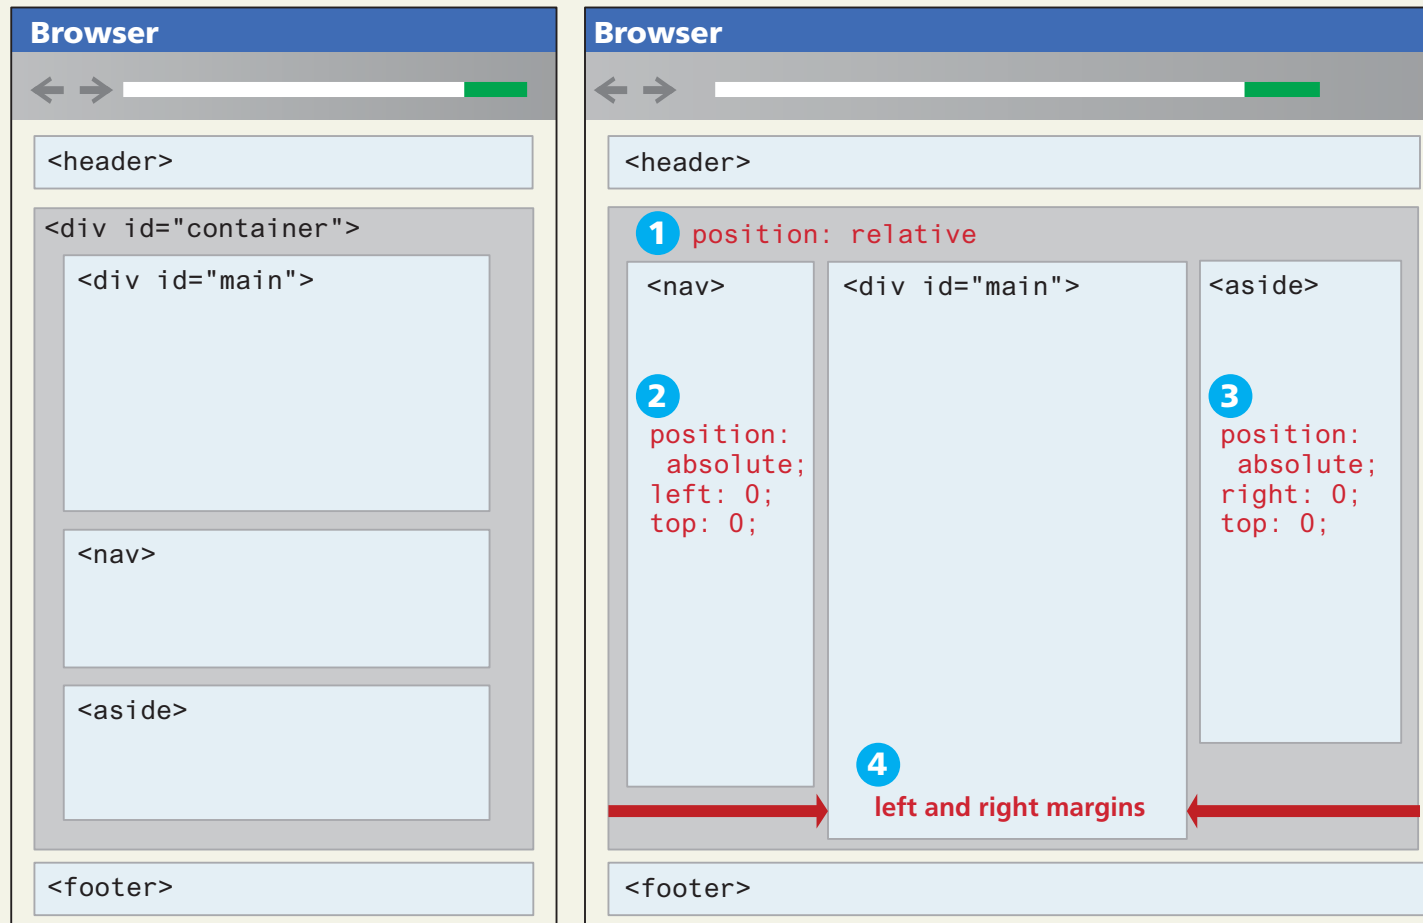 Browser
<header>
<div id="container">
<div id="main">
<nav>
<aside>
<footer>
Browser
<header>
1 position: relative
<nav>
2
position:
absolute;
left: 0;
top: 0;
<div id="main">
4
left and right margins
<aside>
3
position:
absolute;
right: 0;
top: 0;
<footer>